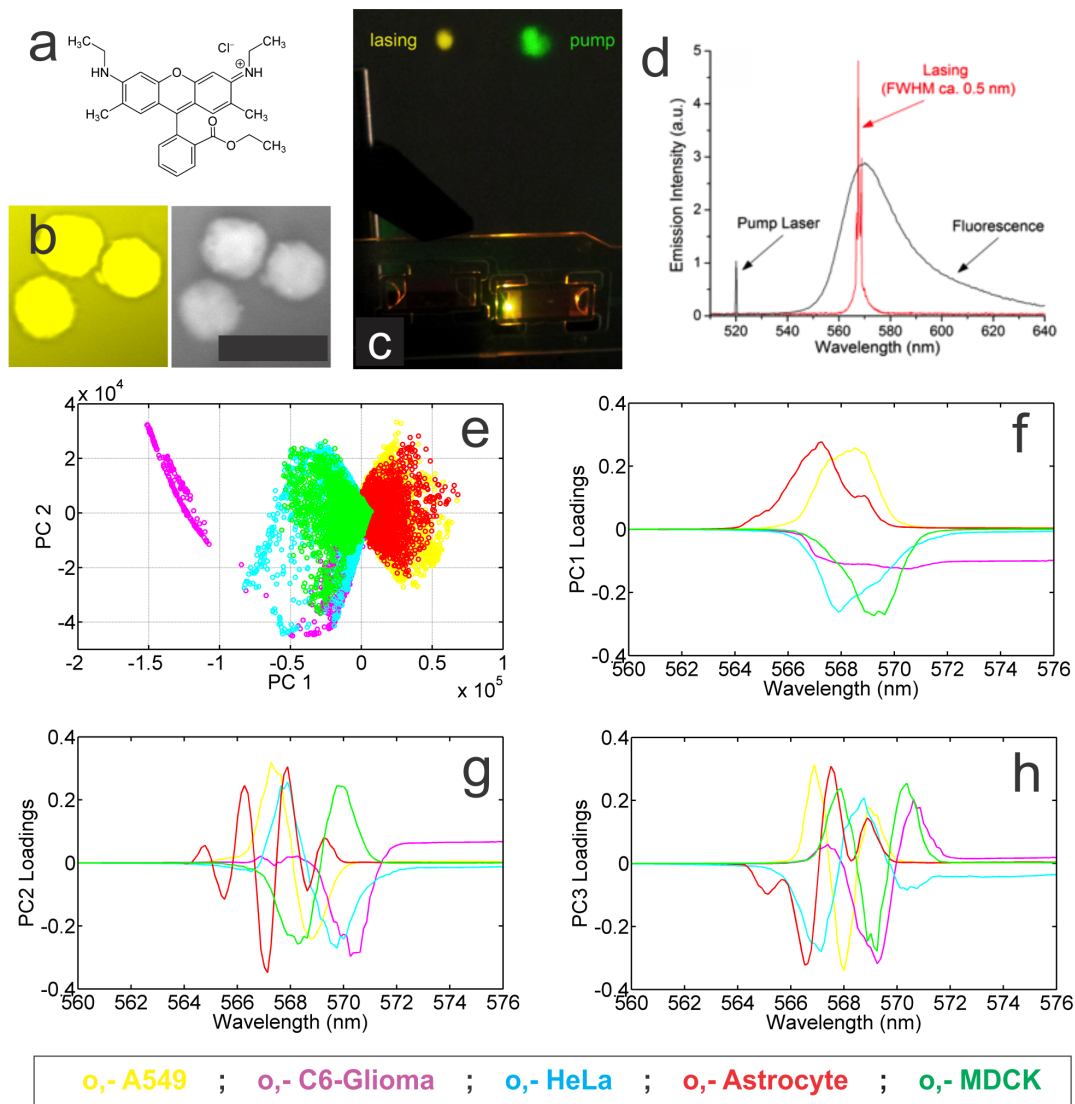 a
CH₃
H₃C
Cl⁻
HN
O
⊕
NH
H₃C
CH₃
O
O
CH₃
b
lasing
pump
c
d
Emission Intensity (a.u.)
5
4
3
2
1
0
Lasing
(FWHM ca. 0.5 nm)
Pump Laser
Fluorescence
520 540 560 580 600 620 640
Wavelength (nm)
e
x 10⁴
4
2
0
-2
-4
PC 2
-2 -1.5 -1 -0.5 0 0.5 1
PC 1
x 10⁵
f
PC1 Loadings
0.4
0.2
0
-0.2
-0.4
560 562 564 566 568 570 572 574 576
Wavelength (nm)
g
PC2 Loadings
0.4
0.2
0
-0.2
-0.4
560 562 564 566 568 570 572 574 576
Wavelength (nm)
h
PC3 Loadings
0.4
0.2
0
-0.2
-0.4
560 562 564 566 568 570 572 574 576
Wavelength (nm)
o,- A549 ; o,- C6-Glioma ; o,- HeLa ; o,- Astrocyte ; o,- MDCK